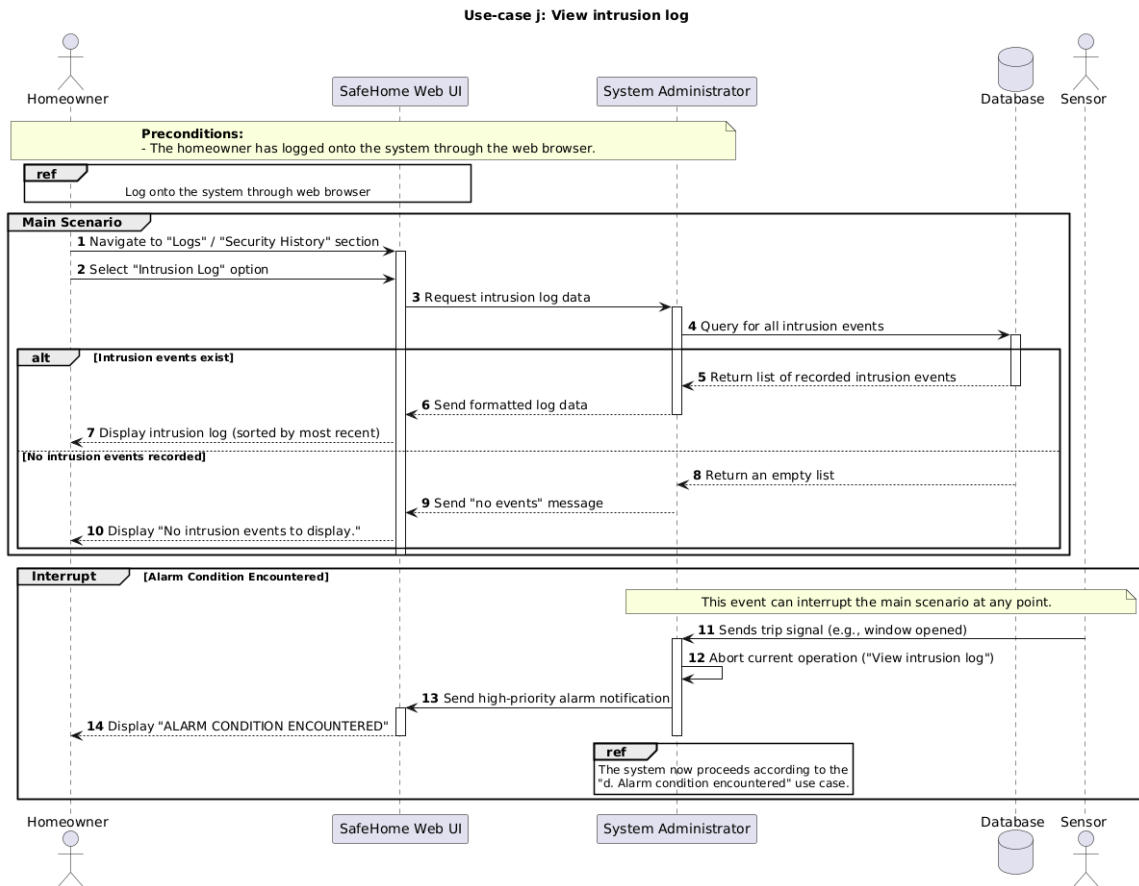 Use-case j: View intrusion log
Homeowner
SafeHome Web UI
System Administrator
Database
Sensor
Preconditions:
- The homeowner has logged onto the system through the web browser.
ref
Log onto the system through web browser
Main Scenario
1 Navigate to "Logs" / "Security History" section
2 Select "Intrusion Log" option
3 Request intrusion log data
4 Query for all intrusion events
alt [Intrusion events exist]
5 Return list of recorded intrusion events
6 Send formatted log data
7 Display intrusion log (sorted by most recent)
[No intrusion events recorded]
8 Return an empty list
9 Send "no events" message
10 Display "No intrusion events to display."
Interrupt [Alarm Condition Encountered]
This event can interrupt the main scenario at any point.
11 Sends trip signal (e.g., window opened)
12 Abort current operation ("View intrusion log")
13 Send high-priority alarm notification
14 Display "ALARM CONDITION ENCOUNTERED"
ref
The system now proceeds according to the
"d. Alarm condition encountered" use case.
Homeowner
SafeHome Web UI
System Administrator
Database
Sensor